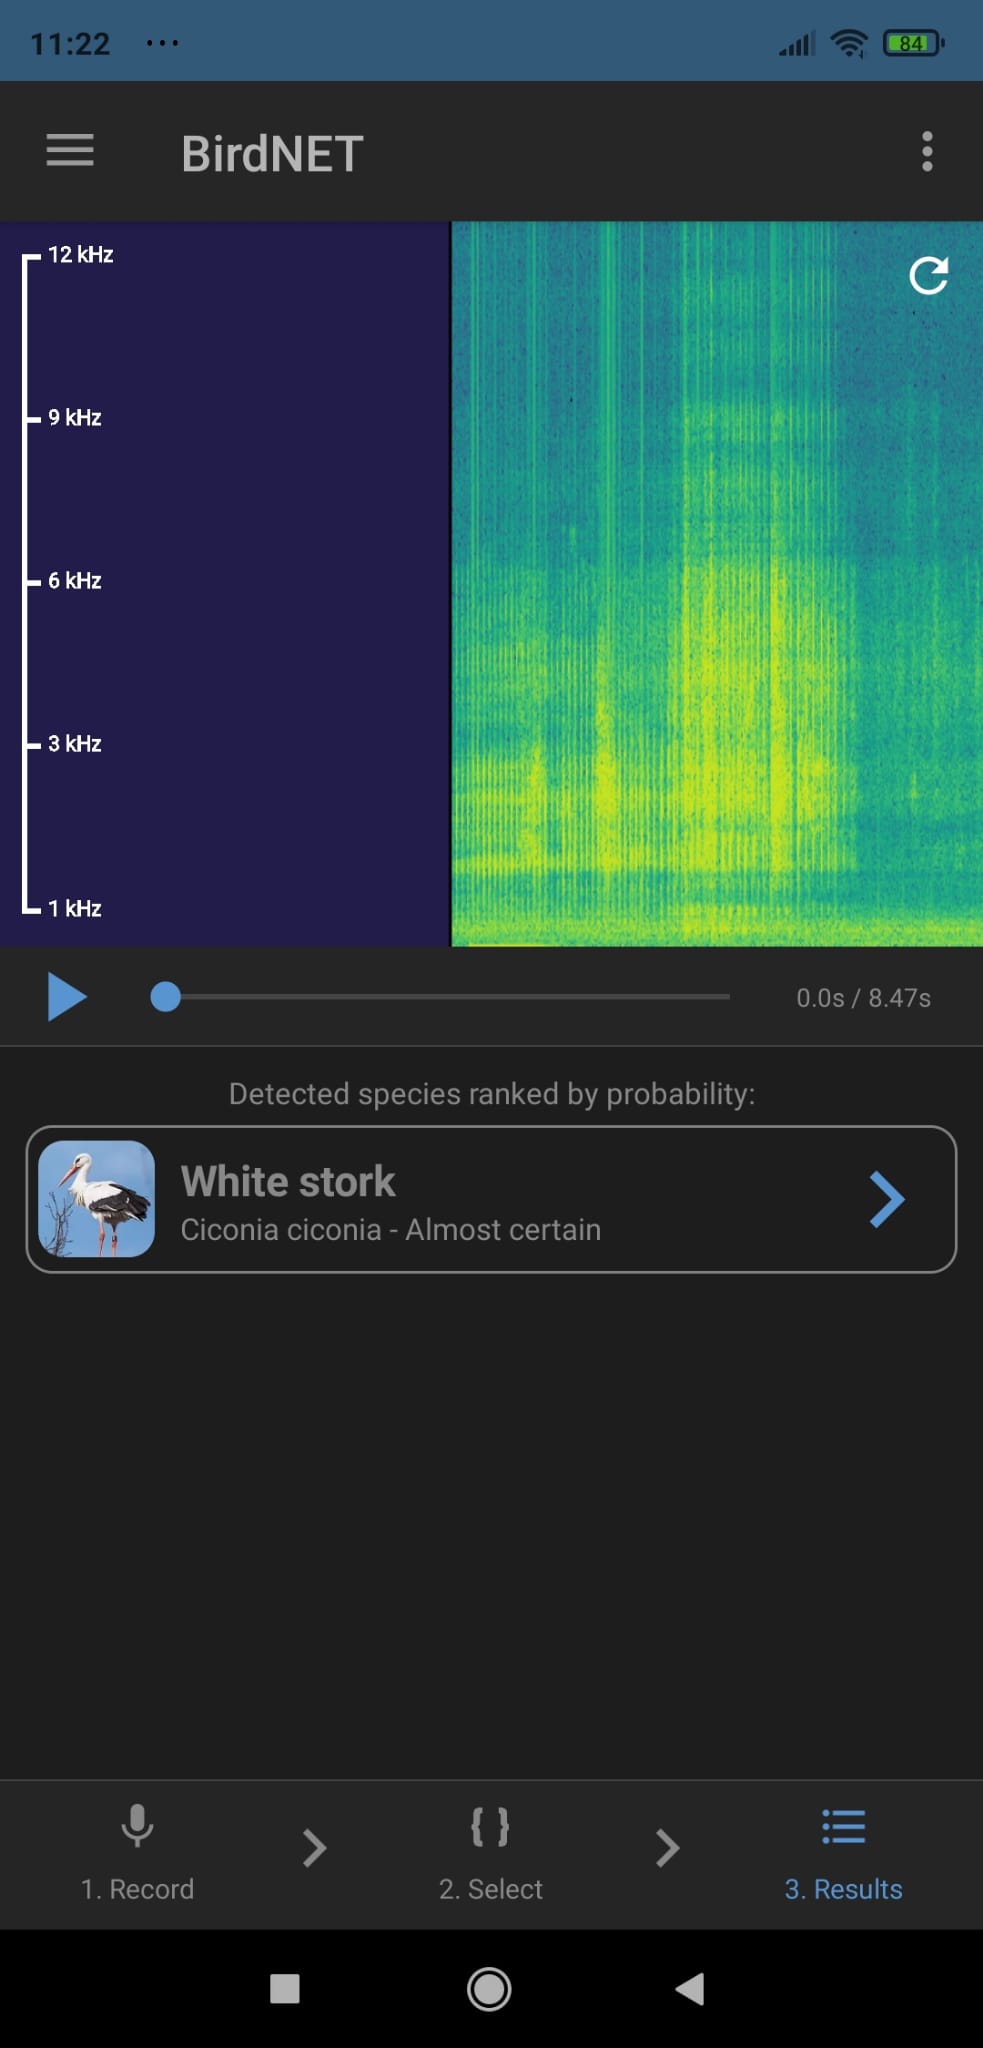 11:22 ...
84
BirdNET
12 kHz
9 kHz
6 kHz
3 kHz
1 kHz
0.0s / 8.47s
Detected species ranked by probability:
White stork
Ciconia ciconia - Almost certain
{ }
1. Record
2. Select
3. Results